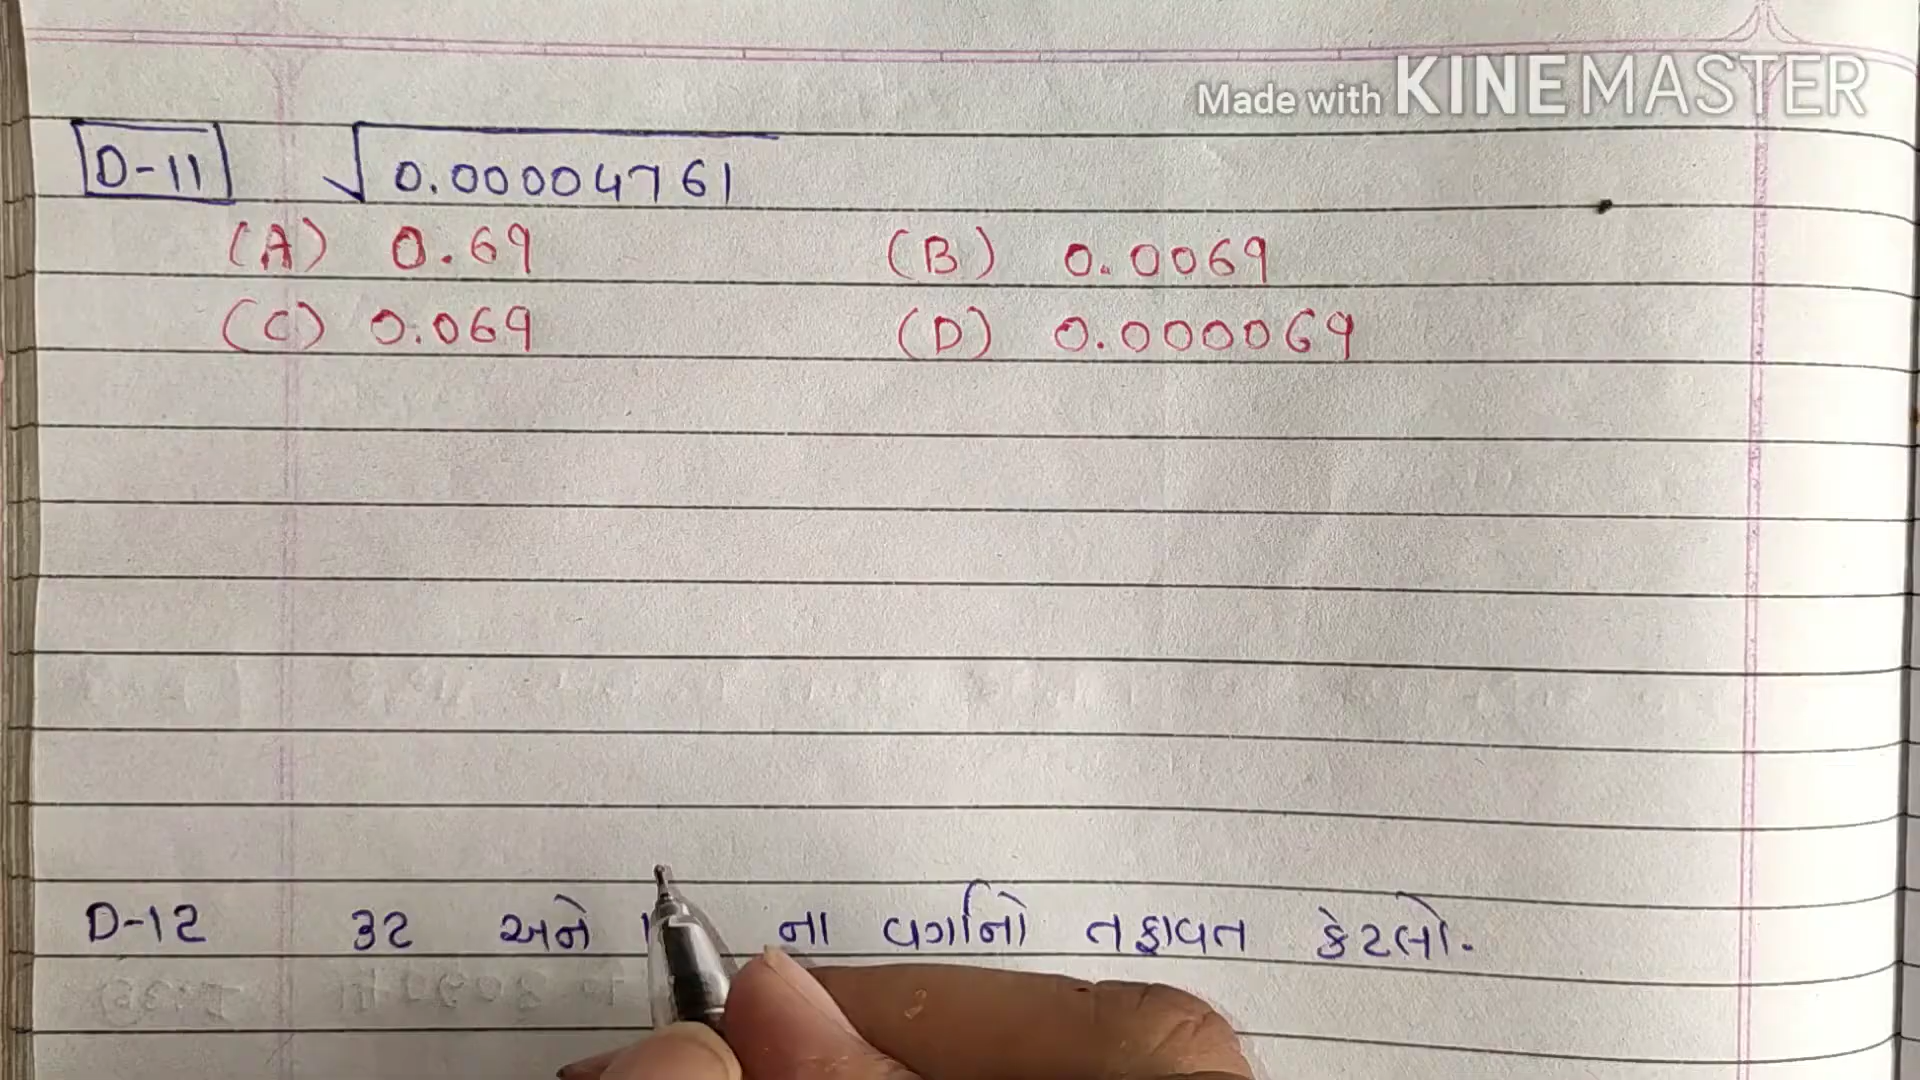 Made with KINEMASTER
D-11 √0.00004761
(A) 0.69 (B) 0.0069
(C) 0.069 (D) 0.000069
D-12 32 અને ના વર્ગનો તફાવત કેટલો.